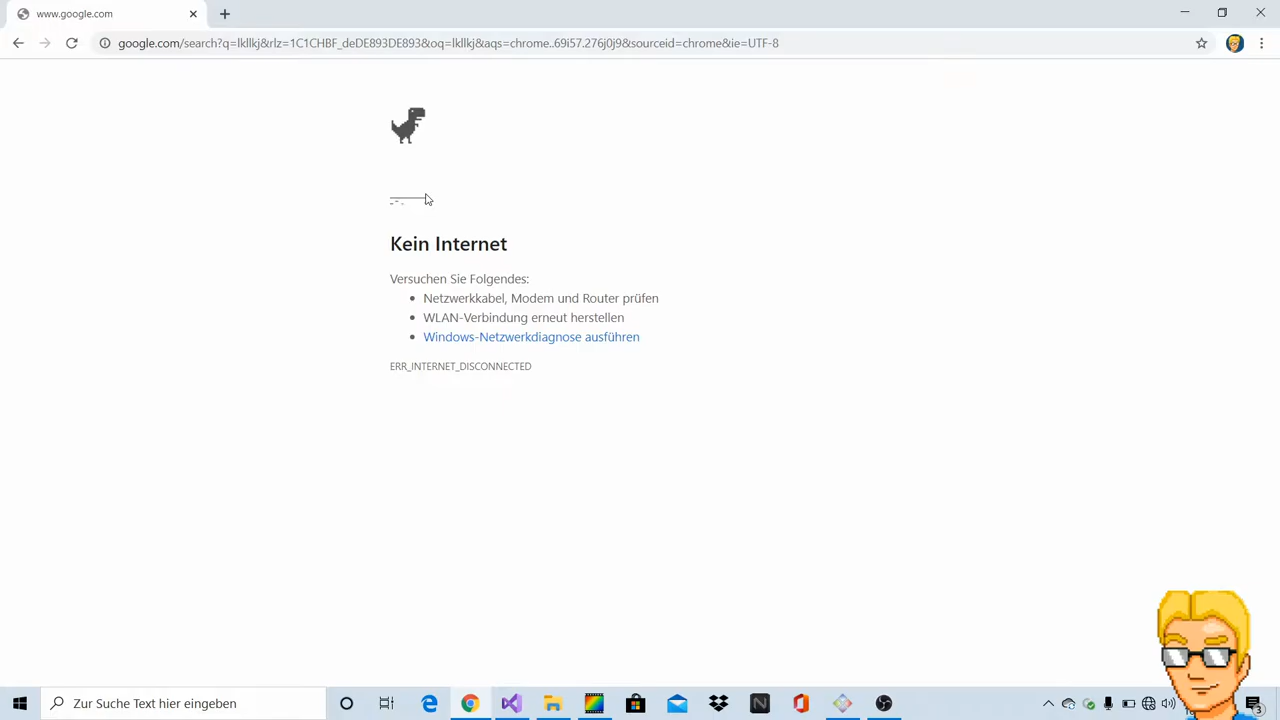 www.google.com
google.com/search?q=lkllkj&rlz=1C1CHBF_deDE893DE893&oq=lkllkj&aqs=chrome..69i57.276j0j9&sourceid=chrome&ie=UTF-8
Kein Internet
Versuchen Sie Folgendes:
Netzwerkkabel, Modem und Router prüfen
WLAN-Verbindung erneut herstellen
Windows-Netzwerkdiagnose ausführen
ERR_INTERNET_DISCONNECTED
Zur Suche Text hier eingeben